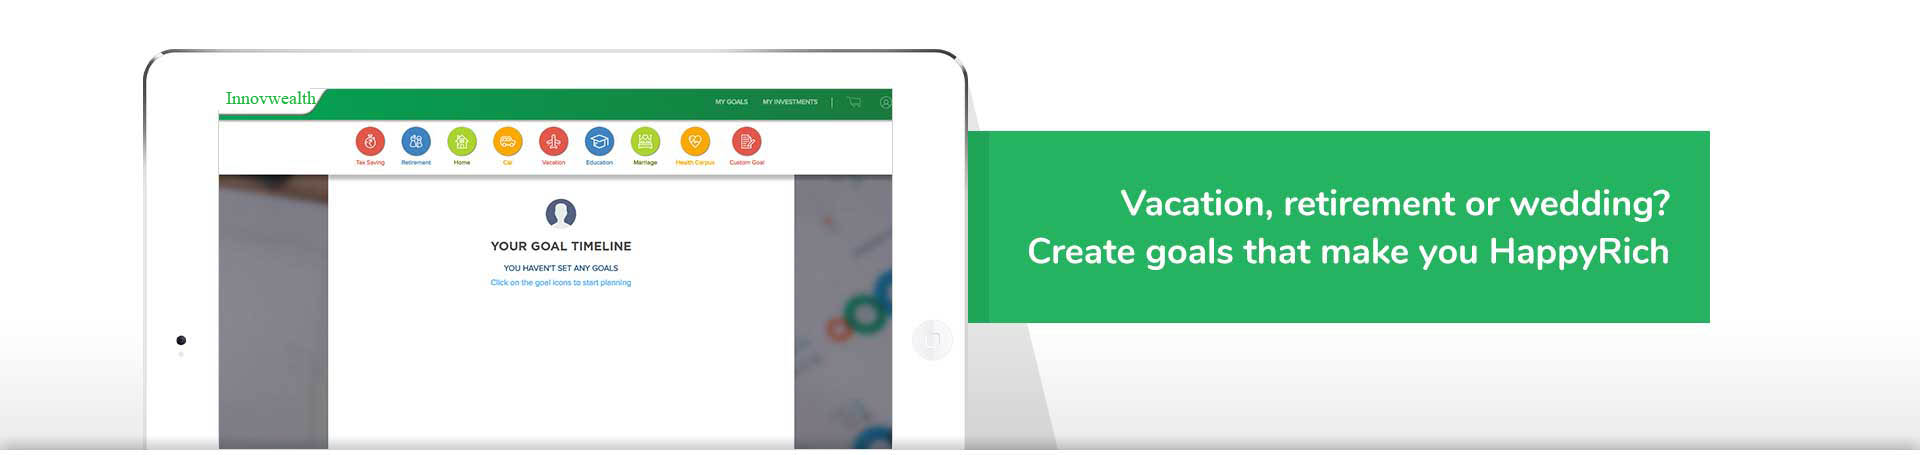 Innovwealth
MY GOALS MY INVESTMENTS
Tax Saving Retirement Home Car Vacation Education Marriage Health Corpus Custom Goal
YOUR GOAL TIMELINE
YOU HAVEN'T SET ANY GOALS
Click on the goal icons to start planning
Vacation, retirement or wedding?
Create goals that make you HappyRich